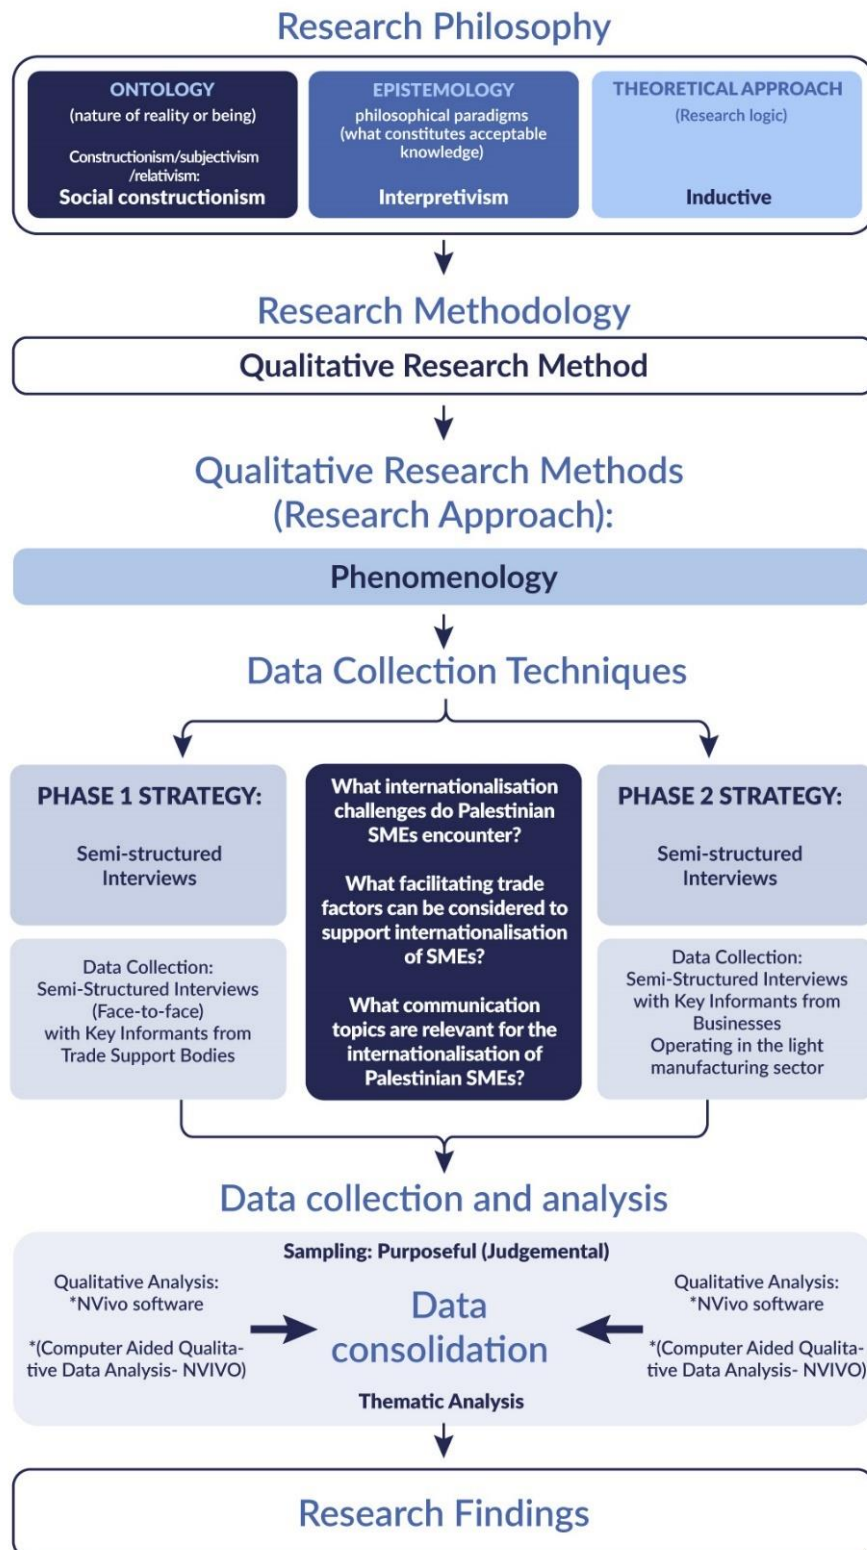 Research Philosophy
ONTOLOGY
(nature of reality or being)
Constructionism/subjectivism
/relativism:
Social constructionism
EPISTEMOLOGY
philosophical paradigms
(what constitutes acceptable
knowledge)
Interpretivism
THEORETICAL APPROACH
(Research logic)
Inductive
Research Methodology
Qualitative Research Method
Qualitative Research Methods
(Research Approach):
Phenomenology
Data Collection Techniques
PHASE 1 STRATEGY:
Semi-structured
Interviews
Data Collection:
Semi-Structured Interviews
(Face-to-face)
with Key Informants from
Trade Support Bodies
What internationalisation
challenges do Palestinian
SMEs encounter?
What facilitating trade
factors can be considered to
support internationalisation
of SMEs?
What communication
topics are relevant for the
internationalisation of
Palestinian SMEs?
PHASE 2 STRATEGY:
Semi-structured
Interviews
Data Collection:
Semi-Structured Interviews
with Key Informants from
Businesses
Operating in the light
manufacturing sector
Data collection and analysis
Sampling: Purposeful (Judgemental)
Qualitative Analysis:
*NVivo software
*(Computer Aided Qualita-
tive Data Analysis- NVIVO)
Data
consolidation
Thematic Analysis
Qualitative Analysis:
*NVivo software
*(Computer Aided Qualita-
tive Data Analysis- NVIVO)
Research Findings